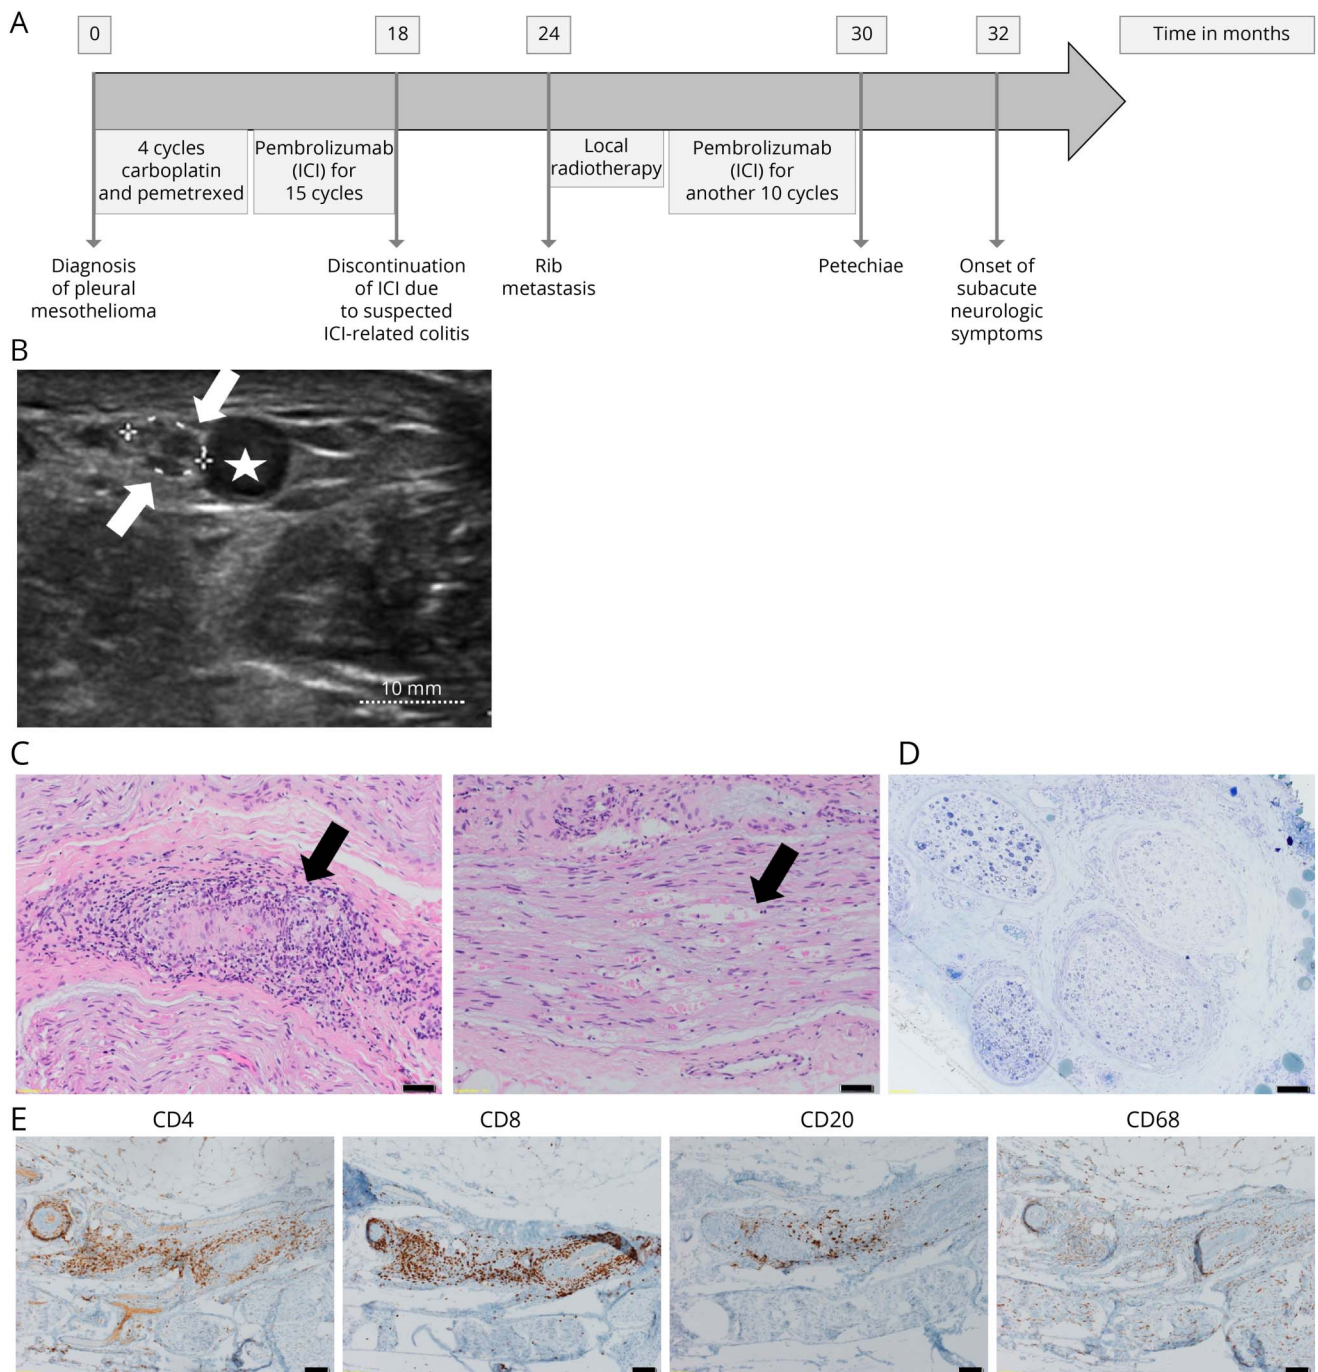 A
0
18
24
30
32
Time in months
4 cycles
carboplatin
and pemetrexed
Pembrolizumab
(ICI) for
15 cycles
Local
radiotherapy
Pembrolizumab
(ICI) for
another 10 cycles
Diagnosis
of pleural
mesothelioma
Discontinuation
of ICI due
to suspected
ICI-related colitis
Rib
metastasis
Petechiae
Onset of
subacute
neurologic
symptoms
B
10 mm
C
D
E
CD4
CD8
CD20
CD68